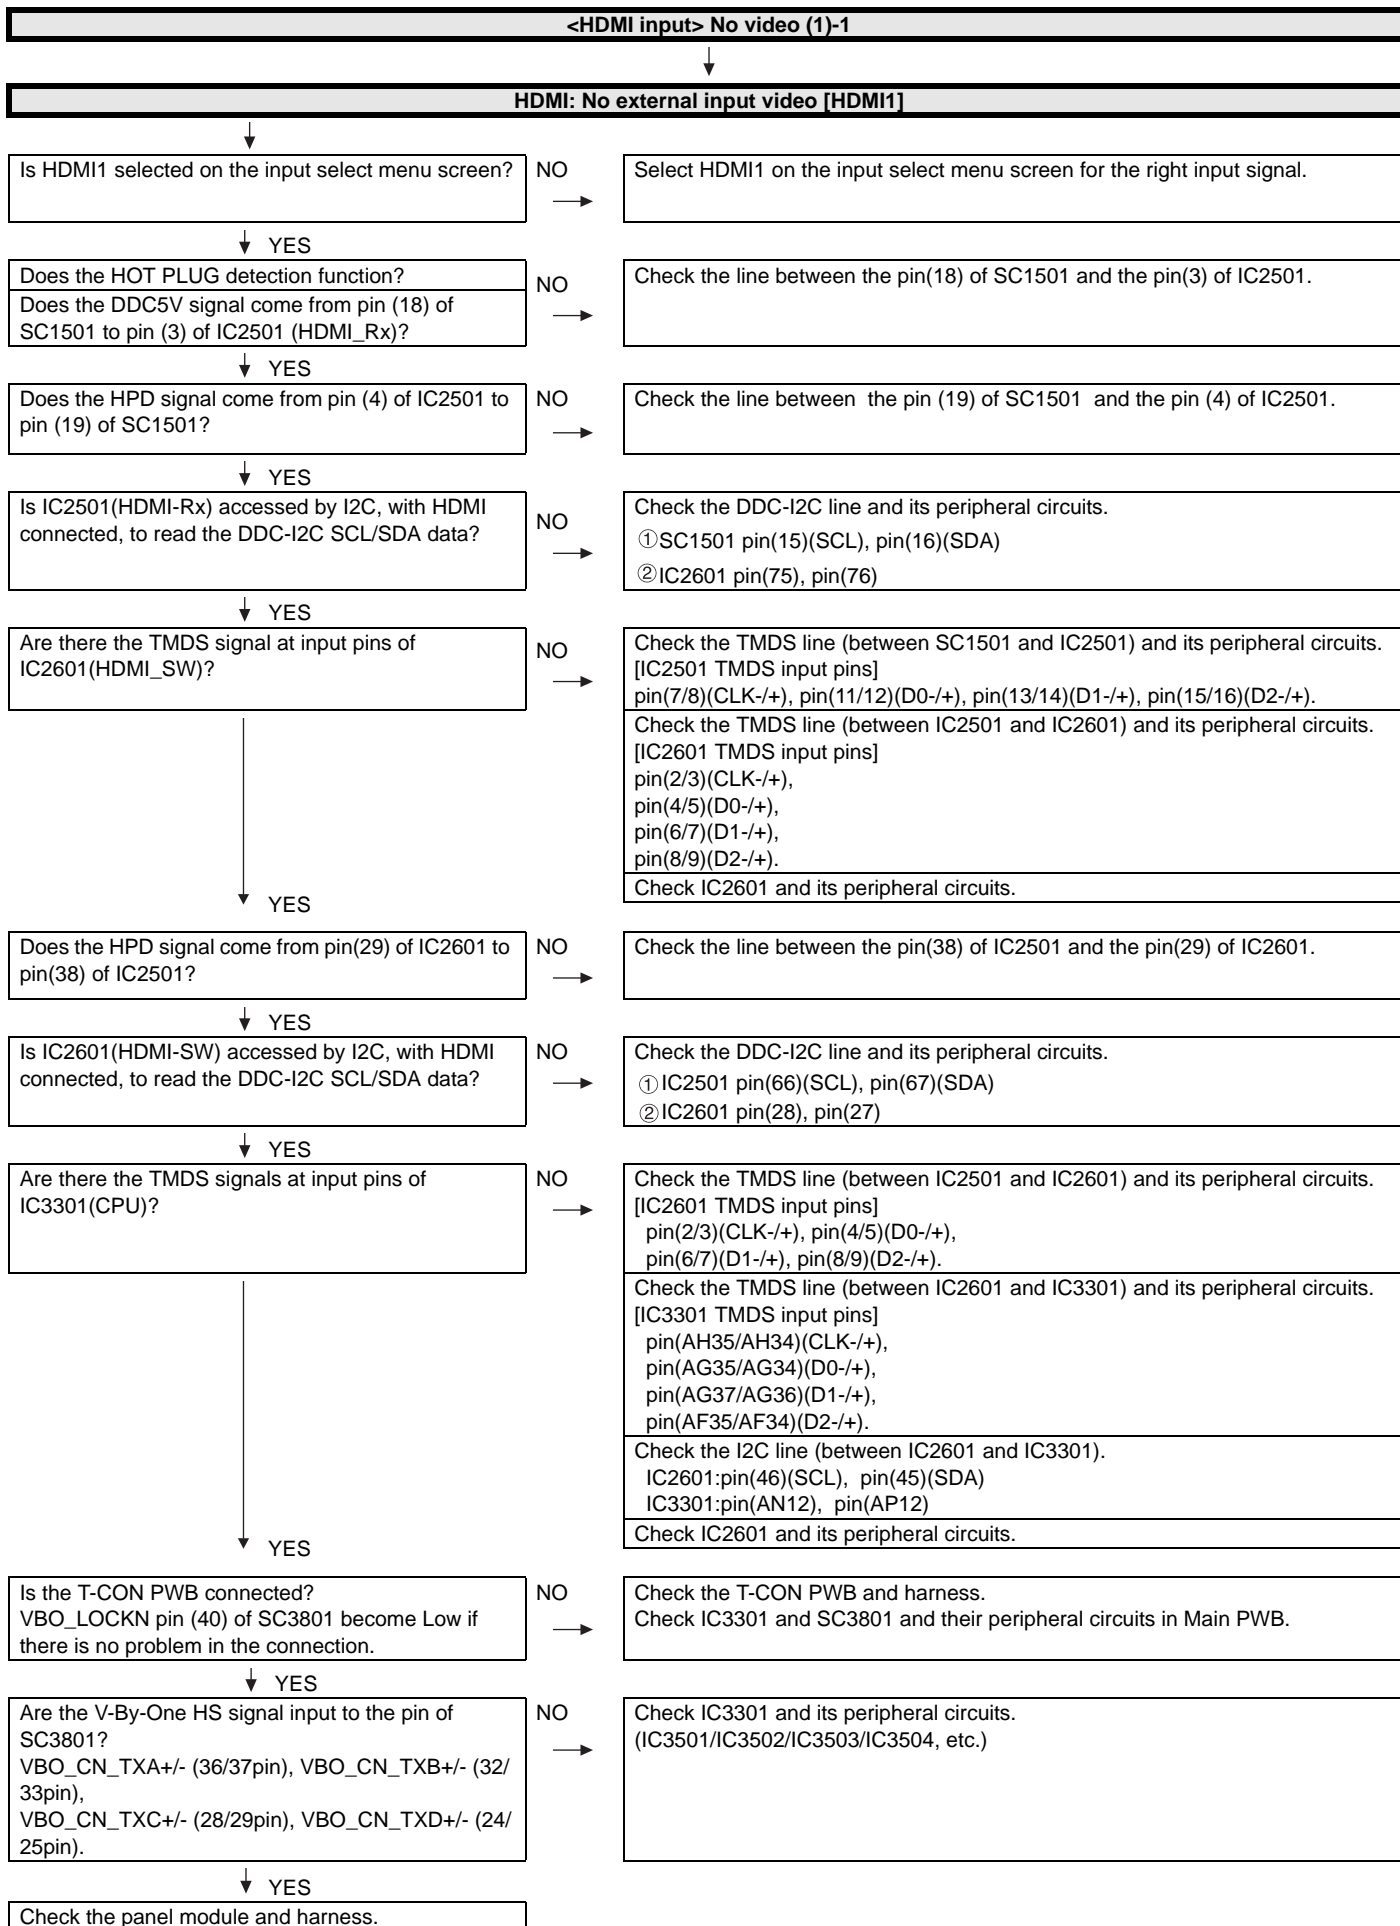 <HDMI input> No video (1)-1
HDMI: No external input video [HDMI1]
Is HDMI1 selected on the input select menu screen?
NO
Select HDMI1 on the input select menu screen for the right input signal.
YES
Does the HOT PLUG detection function?
Does the DDC5V signal come from pin (18) of
SC1501 to pin (3) of IC2501 (HDMI_Rx)?
NO
Check the line between the pin(18) of SC1501 and the pin(3) of IC2501.
YES
Does the HPD signal come from pin (4) of IC2501 to
pin (19) of SC1501?
NO
Check the line between  the pin (19) of SC1501  and the pin (4) of IC2501.
YES
Is IC2501(HDMI-Rx) accessed by I2C, with HDMI
connected, to read the DDC-I2C SCL/SDA data?
NO
Check the DDC-I2C line and its peripheral circuits.
①SC1501 pin(15)(SCL), pin(16)(SDA)
②IC2601 pin(75), pin(76)
YES
Are there the TMDS signal at input pins of
IC2601(HDMI_SW)?
NO
Check the TMDS line (between SC1501 and IC2501) and its peripheral circuits.
[IC2501 TMDS input pins]
pin(7/8)(CLK-/+), pin(11/12)(D0-/+), pin(13/14)(D1-/+), pin(15/16)(D2-/+).
Check the TMDS line (between IC2501 and IC2601) and its peripheral circuits.
[IC2601 TMDS input pins]
pin(2/3)(CLK-/+),
pin(4/5)(D0-/+),
pin(6/7)(D1-/+),
pin(8/9)(D2-/+).
Check IC2601 and its peripheral circuits.
YES
Does the HPD signal come from pin(29) of IC2601 to
pin(38) of IC2501?
NO
Check the line between the pin(38) of IC2501 and the pin(29) of IC2601.
YES
Is IC2601(HDMI-SW) accessed by I2C, with HDMI
connected, to read the DDC-I2C SCL/SDA data?
NO
Check the DDC-I2C line and its peripheral circuits.
①IC2501 pin(66)(SCL), pin(67)(SDA)
②IC2601 pin(28), pin(27)
YES
Are there the TMDS signals at input pins of
IC3301(CPU)?
NO
Check the TMDS line (between IC2501 and IC2601) and its peripheral circuits.
[IC2601 TMDS input pins]
pin(2/3)(CLK-/+), pin(4/5)(D0-/+),
pin(6/7)(D1-/+), pin(8/9)(D2-/+).
Check the TMDS line (between IC2601 and IC3301) and its peripheral circuits.
[IC3301 TMDS input pins]
pin(AH35/AH34)(CLK-/+),
pin(AG35/AG34)(D0-/+),
pin(AG37/AG36)(D1-/+),
pin(AF35/AF34)(D2-/+).
Check the I2C line (between IC2601 and IC3301).
IC2601:pin(46)(SCL),  pin(45)(SDA)
IC3301:pin(AN12),  pin(AP12)
Check IC2601 and its peripheral circuits.
YES
Is the T-CON PWB connected?
VBO_LOCKN pin (40) of SC3801 become Low if
there is no problem in the connection.
NO
Check the T-CON PWB and harness.
Check IC3301 and SC3801 and their peripheral circuits in Main PWB.
YES
Are the V-By-One HS signal input to the pin of
SC3801?
VBO_CN_TXA+/- (36/37pin), VBO_CN_TXB+/- (32/
33pin),
VBO_CN_TXC+/- (28/29pin), VBO_CN_TXD+/- (24/
25pin).
NO
Check IC3301 and its peripheral circuits.
(IC3501/IC3502/IC3503/IC3504, etc.)
YES
Check the panel module and harness.